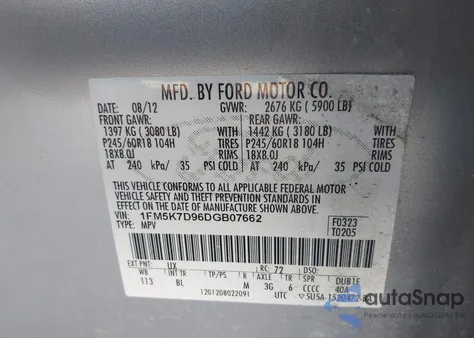 MFD. BY FORD MOTOR CO.
DATE: 08/12 GVWR: 2676 KG ( 5900 LB)
FRONT GAWR: REAR GAWR:
1397 KG ( 3080 LB) 1442 KG ( 3180 LB)
P245/60R18 104H TIRES P245/60R18 104H
18X8.0J RIMS 18X8.0J RIMS
AT 240 kPa/ 35 PSI COLD AT 240 kPa/ 35 PSI COLD
THIS VEHICLE CONFORMS TO ALL APPLICABLE FEDERAL MOTOR
VEHICLE SAFETY AND THEFT PREVENTION STANDARDS IN EFFECT
ON THE DATE OF MANUFACTURE SHOWN ABOVE.
VIN: 1FM5K7D96DGB07662 F0323
TYPE: MPV T0205
EXT PNT: UX RC: 72 DSO:
WB INT TR TP/PS R AXLE TR SPR DUB1F
113 BL M 3G 6 CCCC 40A
1201208022091 UTC
AutoSnap